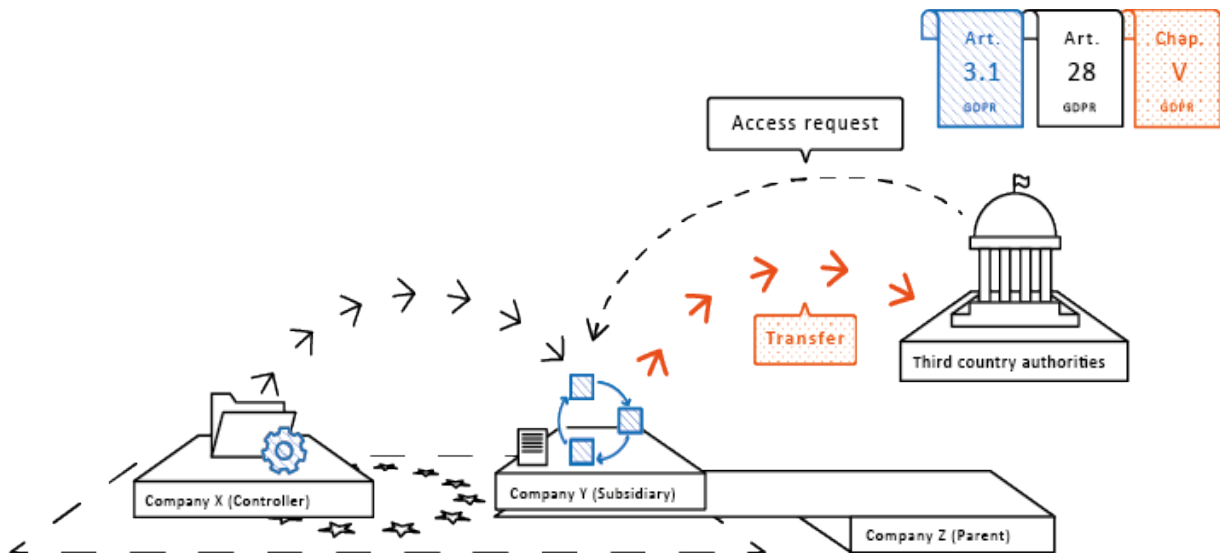 Art.
3.1
GDPR
Art.
28
GDPR
Chap.
V
GDPR
Access request
Transfer
Third country authorities
Company X (Controller)
Company Y (Subsidiary)
Company Z (Parent)